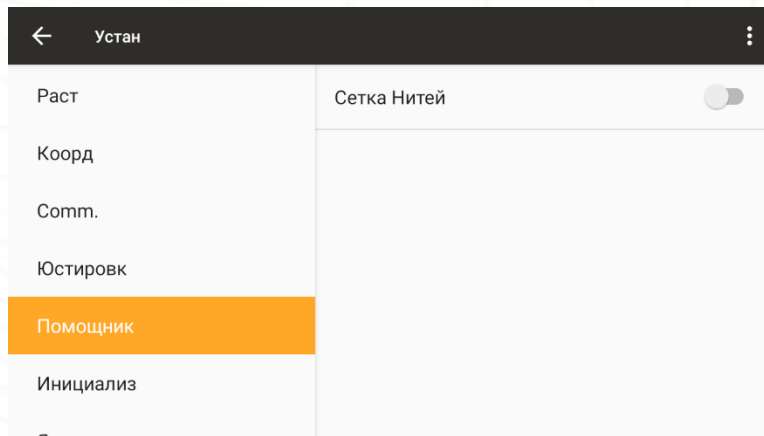 Устан
Раст
Сетка Нитей
Коорд
Comm.
Юстировк
Помощник
Инициализ